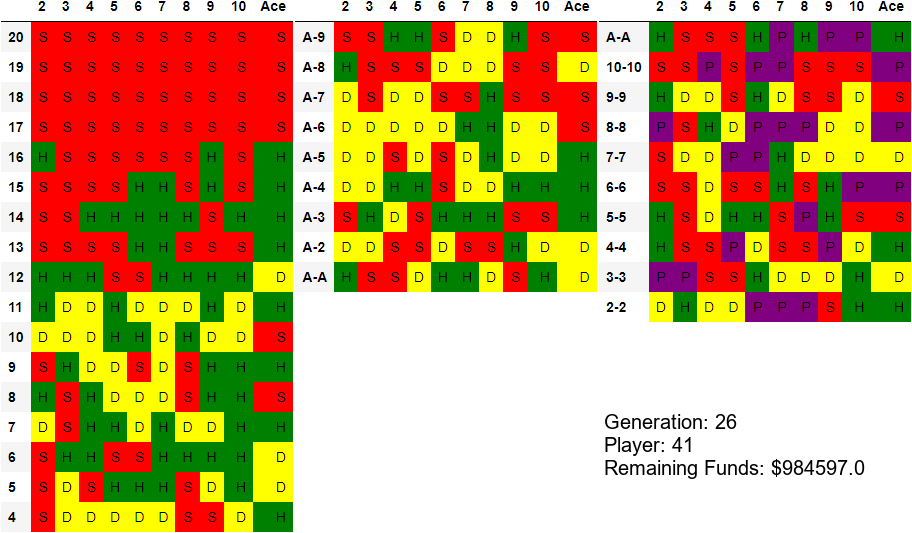 2 3 4 5 6 7 8 9 10 Ace
20 S S S S S S S S S S
19 S S S S S S S S S S
18 S S S S S S S S S S
17 S S S S S S S S S S
16 H S S S S S S H S H
15 S S S S H H S H S H
14 S S H H H H H S H H
13 S S S S H H S S S H
12 H H H S S H H H H D
11 H D D H D D D H D H
10 D D D H H D H D D S
9 S H D D S D S H H H
8 H S H D D D S H H S
7 D S H H D H D D H H
6 S H H S S H H H H D
5 S D S H H H S D H D
4 S D D D D D S S D H
2 3 4 5 6 7 8 9 10 Ace
A-9 S S H H S D D H S S
A-8 H S S S D D D S S D
A-7 D S D D S S H S S S
A-6 D D D D D H H D D S
A-5 D D S D S D H D D H
A-4 D D H H S D D H H H
A-3 S H D S H H H S S H
A-2 D D S S D S S H D D
A-A H S S D H H D S H D
2 3 4 5 6 7 8 9 10 Ace
A-A H S S S H P H P P H
10-10 S S P S P P S S S P
9-9 H D D S H D S S D S
8-8 P S H D P P P D D P
7-7 S D D P P H D D D D
6-6 S S D S S H S H P P
5-5 H S D H H S P H S S
4-4 H S S P D S S P D H
3-3 P P S S H D D D H D
2-2 D H D D P P P S H H
Generation: 26
Player: 41
Remaining Funds: $984597.0